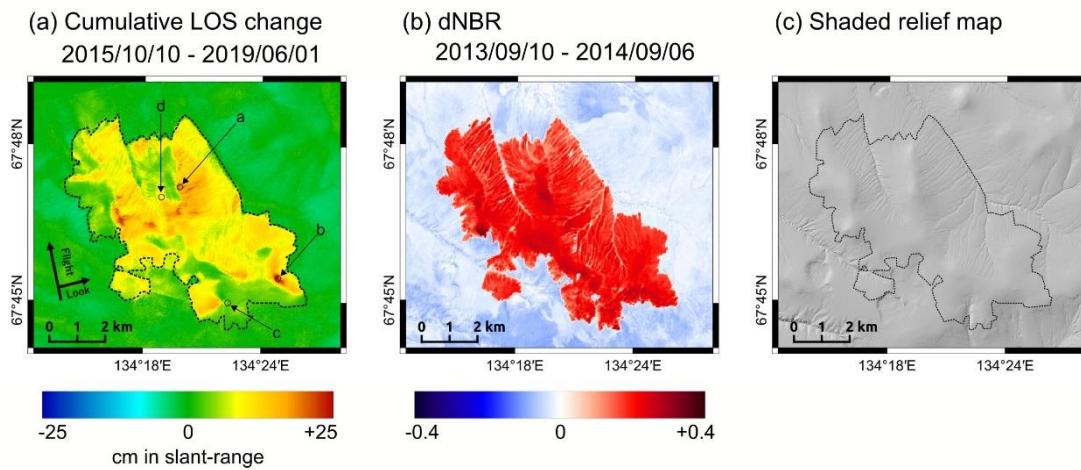 (a) Cumulative LOS change
2015/10/10 - 2019/06/01
(b) dNBR
2013/09/10 - 2014/09/06
(c) Shaded relief map
67°48'N
67°45'N
d
a
b
c
Flight
Look
0 1 2 km
134°18'E
134°24'E
-25 0 +25
cm in slant-range
67°48'N
67°45'N
0 1 2 km
134°18'E
134°24'E
-0.4 0 +0.4
67°48'N
67°45'N
0 1 2 km
134°18'E
134°24'E